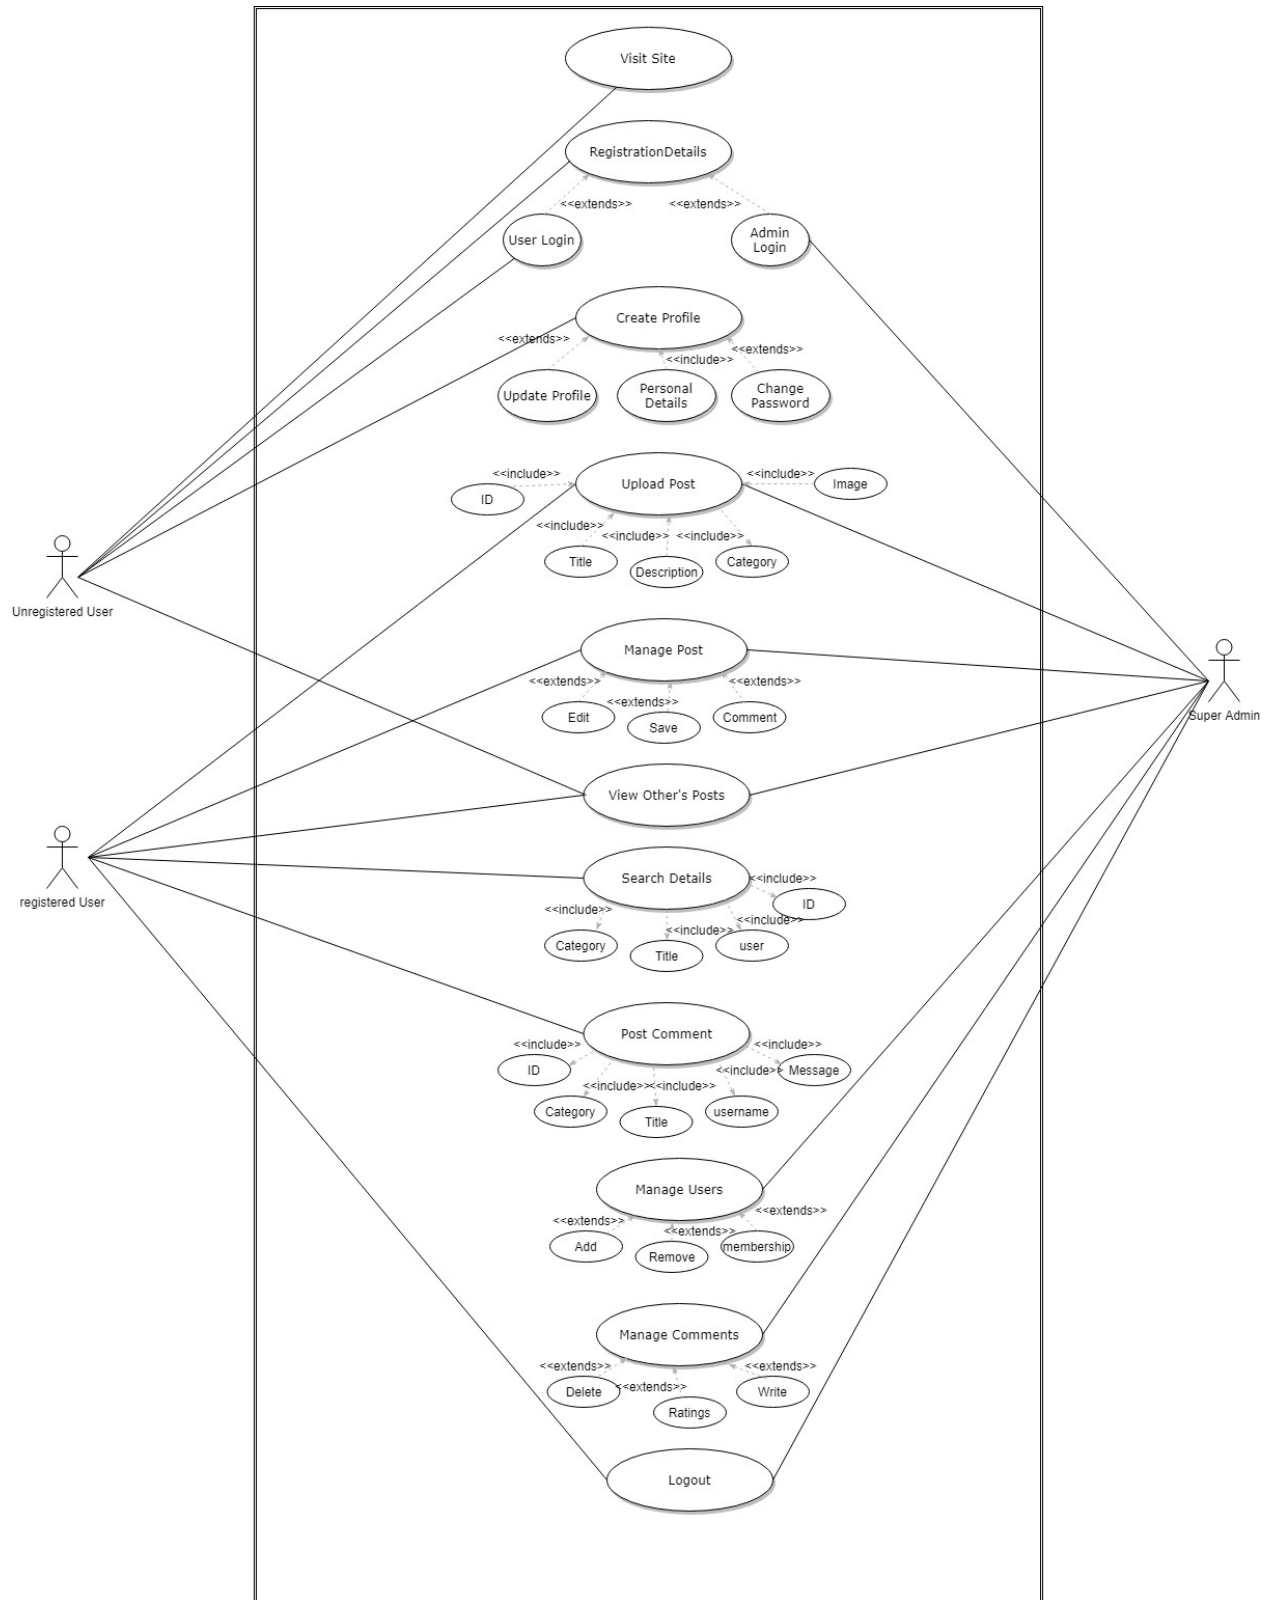 Visit Site
RegistrationDetails
<<extends>>
<<extends>>
User Login
Admin
Login
Create Profile
<<extends>>
<<include>>
<<extends>>
Update Profile
Personal
Details
Change
Password
<<include>>
Upload Post
<<include>>
Image
ID
<<include>>
<<include>>
<<include>>
Title
Description
Category
Unregistered User
Manage Post
<<extends>>
<<extends>>
<<extends>>
Edit
Save
Comment
Super Admin
View Other's Posts
registered User
Search Details
<<include>>
ID
<<include>>
<<include>>
<<include>>
Category
Title
user
Post Comment
<<include>>
<<include>>
ID
<<include>>
<<include>>
<<include>>
Message
Category
Title
username
Manage Users
<<extends>>
<<extends>>
<<extends>>
Add
Remove
membership
Manage Comments
<<extends>>
<<extends>>
<<extends>>
Delete
Ratings
Write
Logout